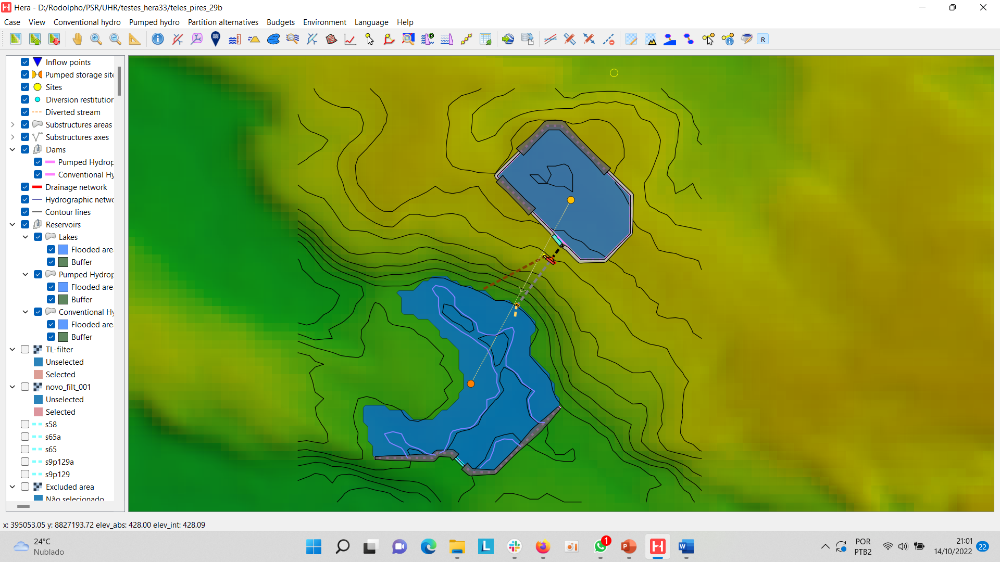 Hera - D:/Rodolpho/PSR/UHR/testes_hera33/teles_pires_29b
Case View Conventional hydro Pumped hydro Partition alternatives Budgets Environment Language Help
R
Inflow points
Pumped storage site
Sites
Diversion restitution
Diverted stream
Substructures areas
Substructures axes
Dams
Pumped Hydrop
Conventional Hy
Drainage network
Hydrographic netwo
Contour lines
Reservoirs
Lakes
Flooded are
Buffer
Pumped Hydrop
Flooded are
Buffer
Conventional Hy
Flooded are
Buffer
TL-filter
Unselected
Selected
novo_filt_001
Unselected
Selected
s58
s65a
s65
s9p129a
s9p129
Excluded area
Não selecionado
x: 395053.05 y: 8827193.72 elev_abs: 428.00 elev_int: 428.09
24°C
Nublado
1
POR
PTB2
21:01
14/10/2022
22